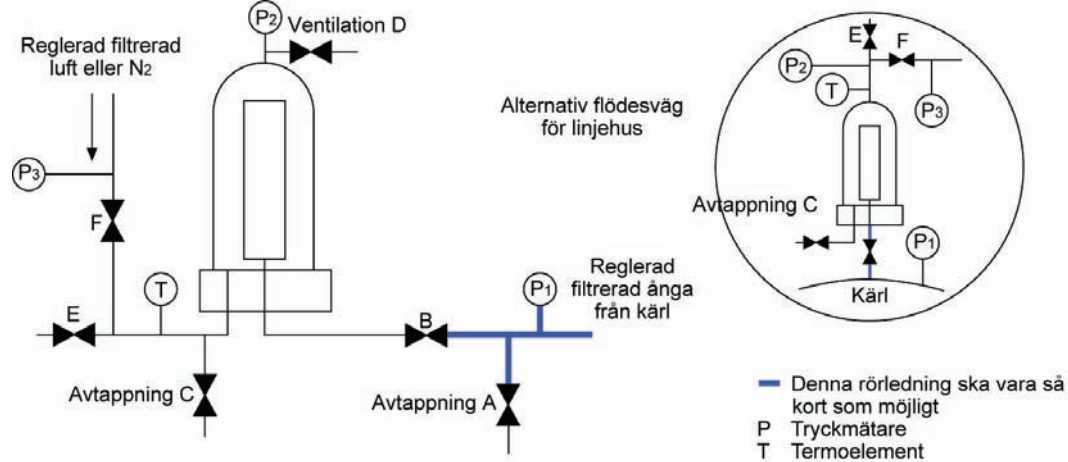 P2
Ventilation D
Reglerad filtrerad
luft eller N2
P3
F
E
T
Avtappning C
B
P1
Reglerad
filtrerad ånga
från kärl
Avtappning A
Alternativ flödesväg
för linjehus
E
F
P2
T
P3
Avtappning C
P1
Kärl
Denna rörledning ska vara så
kort som möjligt
P Tryckmätare
T Termoelement